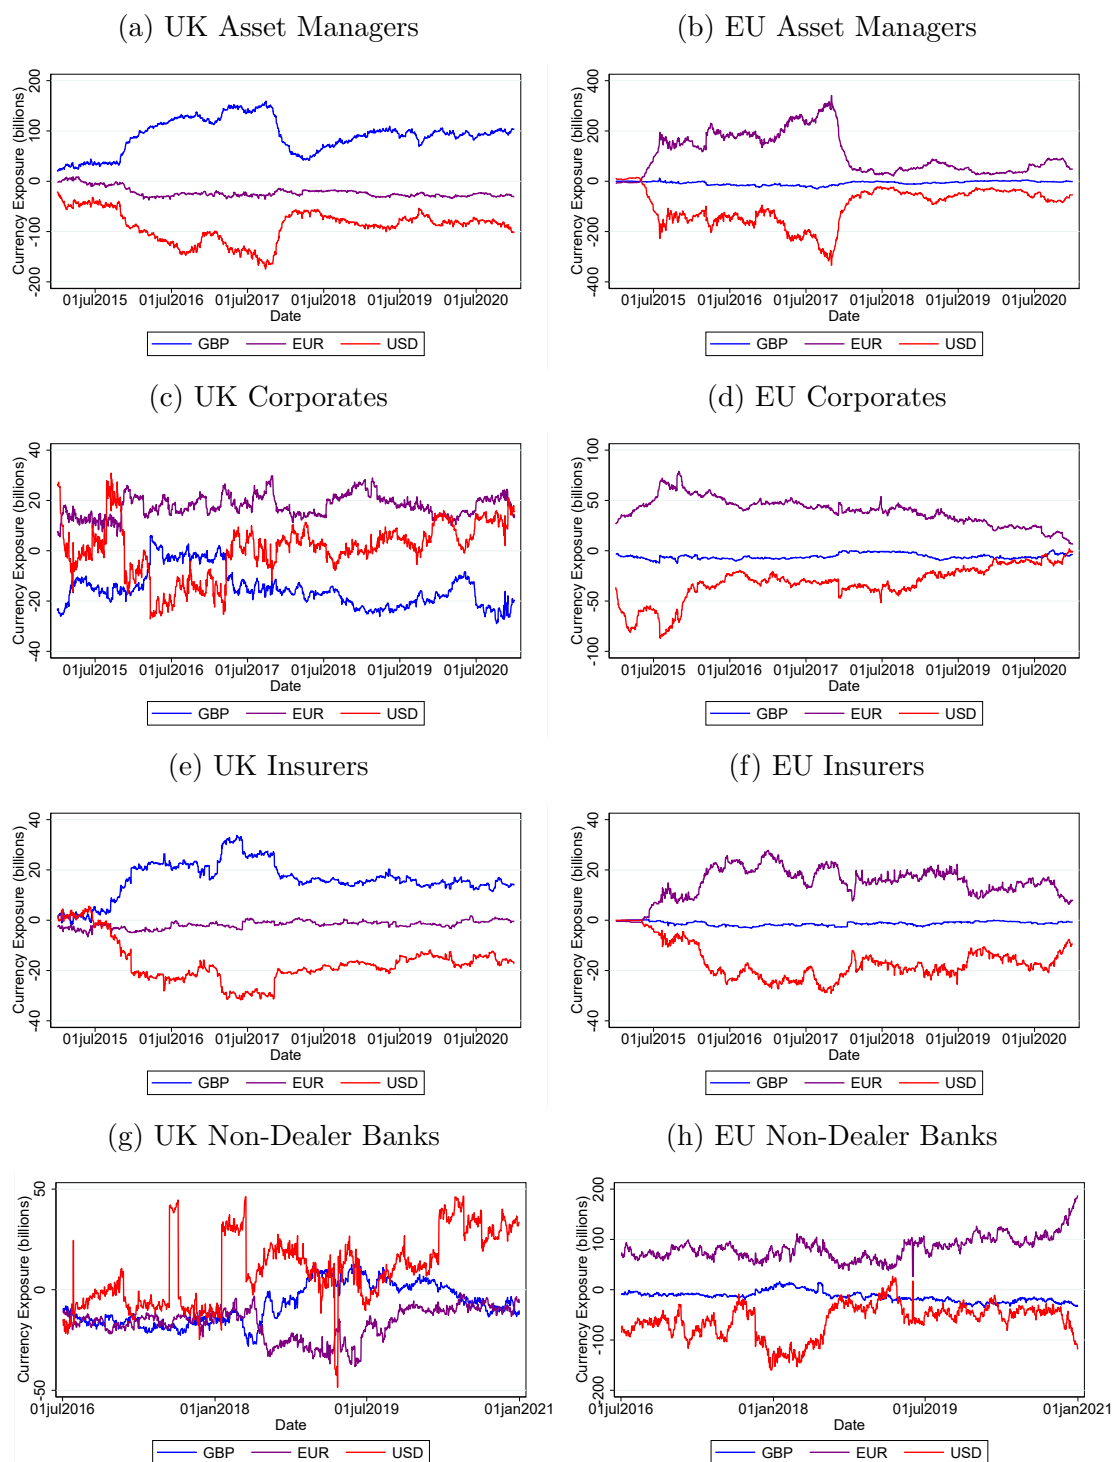 (a) UK Asset Managers
Currency Exposure (billions)
200
100
0
-100
-200
01jul2015 01jul2016 01jul2017 01jul2018 01jul2019 01jul2020
Date
GBP EUR USD
(b) EU Asset Managers
Currency Exposure (billions)
400
200
0
-200
-400
01jul2015 01jul2016 01jul2017 01jul2018 01jul2019 01jul2020
Date
GBP EUR USD
(c) UK Corporates
Currency Exposure (billions)
40
20
0
-20
-40
01jul2015 01jul2016 01jul2017 01jul2018 01jul2019 01jul2020
Date
GBP EUR USD
(d) EU Corporates
Currency Exposure (billions)
100
50
0
-50
-100
01jul2015 01jul2016 01jul2017 01jul2018 01jul2019 01jul2020
Date
GBP EUR USD
(e) UK Insurers
Currency Exposure (billions)
40
20
0
-20
-40
01jul2015 01jul2016 01jul2017 01jul2018 01jul2019 01jul2020
Date
GBP EUR USD
(f) EU Insurers
Currency Exposure (billions)
40
20
0
-20
-40
01jul2015 01jul2016 01jul2017 01jul2018 01jul2019 01jul2020
Date
GBP EUR USD
(g) UK Non-Dealer Banks
Currency Exposure (billions)
50
0
-50
01jul2016 01jan2018 01jul2019 01jan2021
Date
GBP EUR USD
(h) EU Non-Dealer Banks
Currency Exposure (billions)
200
100
0
-100
-200
01jul2016 01jan2018 01jul2019 01jan2021
Date
GBP EUR USD